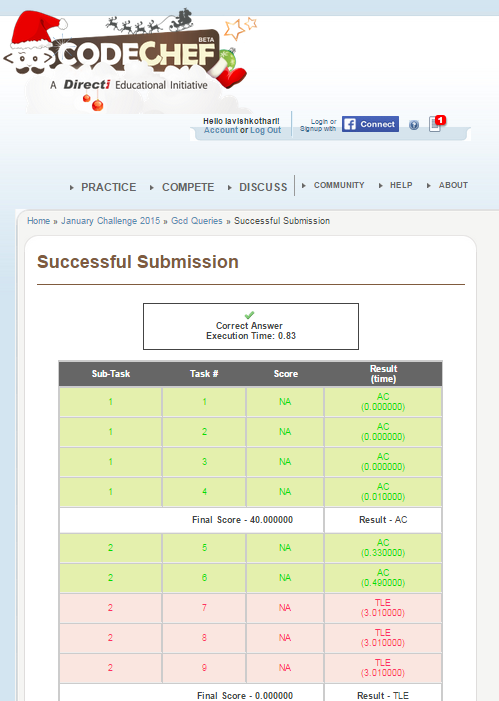 CODECHEF BETA
A Directi Educational Initiative
Hello lavishkothari!
Account or Log Out
Login or
Signup with
f Connect
?
1
PRACTICE COMPETE DISCUSS COMMUNITY HELP ABOUT
Home » January Challenge 2015 » Gcd Queries » Successful Submission
Successful Submission
Correct Answer
Execution Time: 0.83
Sub-Task Task # Score Result
(time)
1 1 NA AC
(0.000000)
1 2 NA AC
(0.000000)
1 3 NA AC
(0.000000)
1 4 NA AC
(0.010000)
Final Score - 40.000000 Result - AC
2 5 NA AC
(0.330000)
2 6 NA AC
(0.490000)
2 7 NA TLE
(3.010000)
2 8 NA TLE
(3.010000)
2 9 NA TLE
(3.010000)
Final Score - 0.000000 Result - TLE